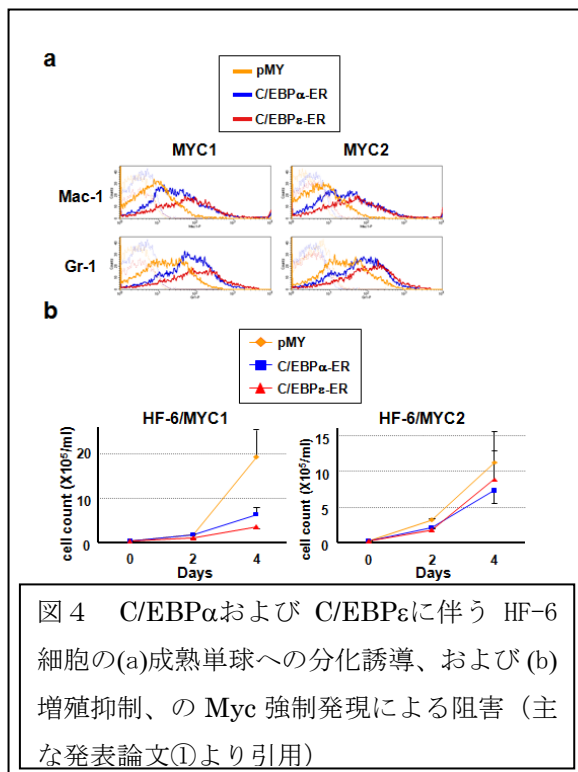 a
pMY
C/EBPα-ER
C/EBPε-ER
MYC1 MYC2
Mac-1
Gr-1
b
pMY
C/EBPα-ER
C/EBPε-ER
HF-6/MYC1 HF-6/MYC2
cell count (X10⁵/ml)
20
10
0
0 2 4
Days
cell count (X10⁵/ml)
15
10
5
0
0 2 4
Days
図4 C/EBPαおよび C/EBPεに伴う HF-6
細胞の(a)成熟単球への分化誘導、および(b)
増殖抑制、の Myc 強制発現による阻害（主
な発表論文①より引用）